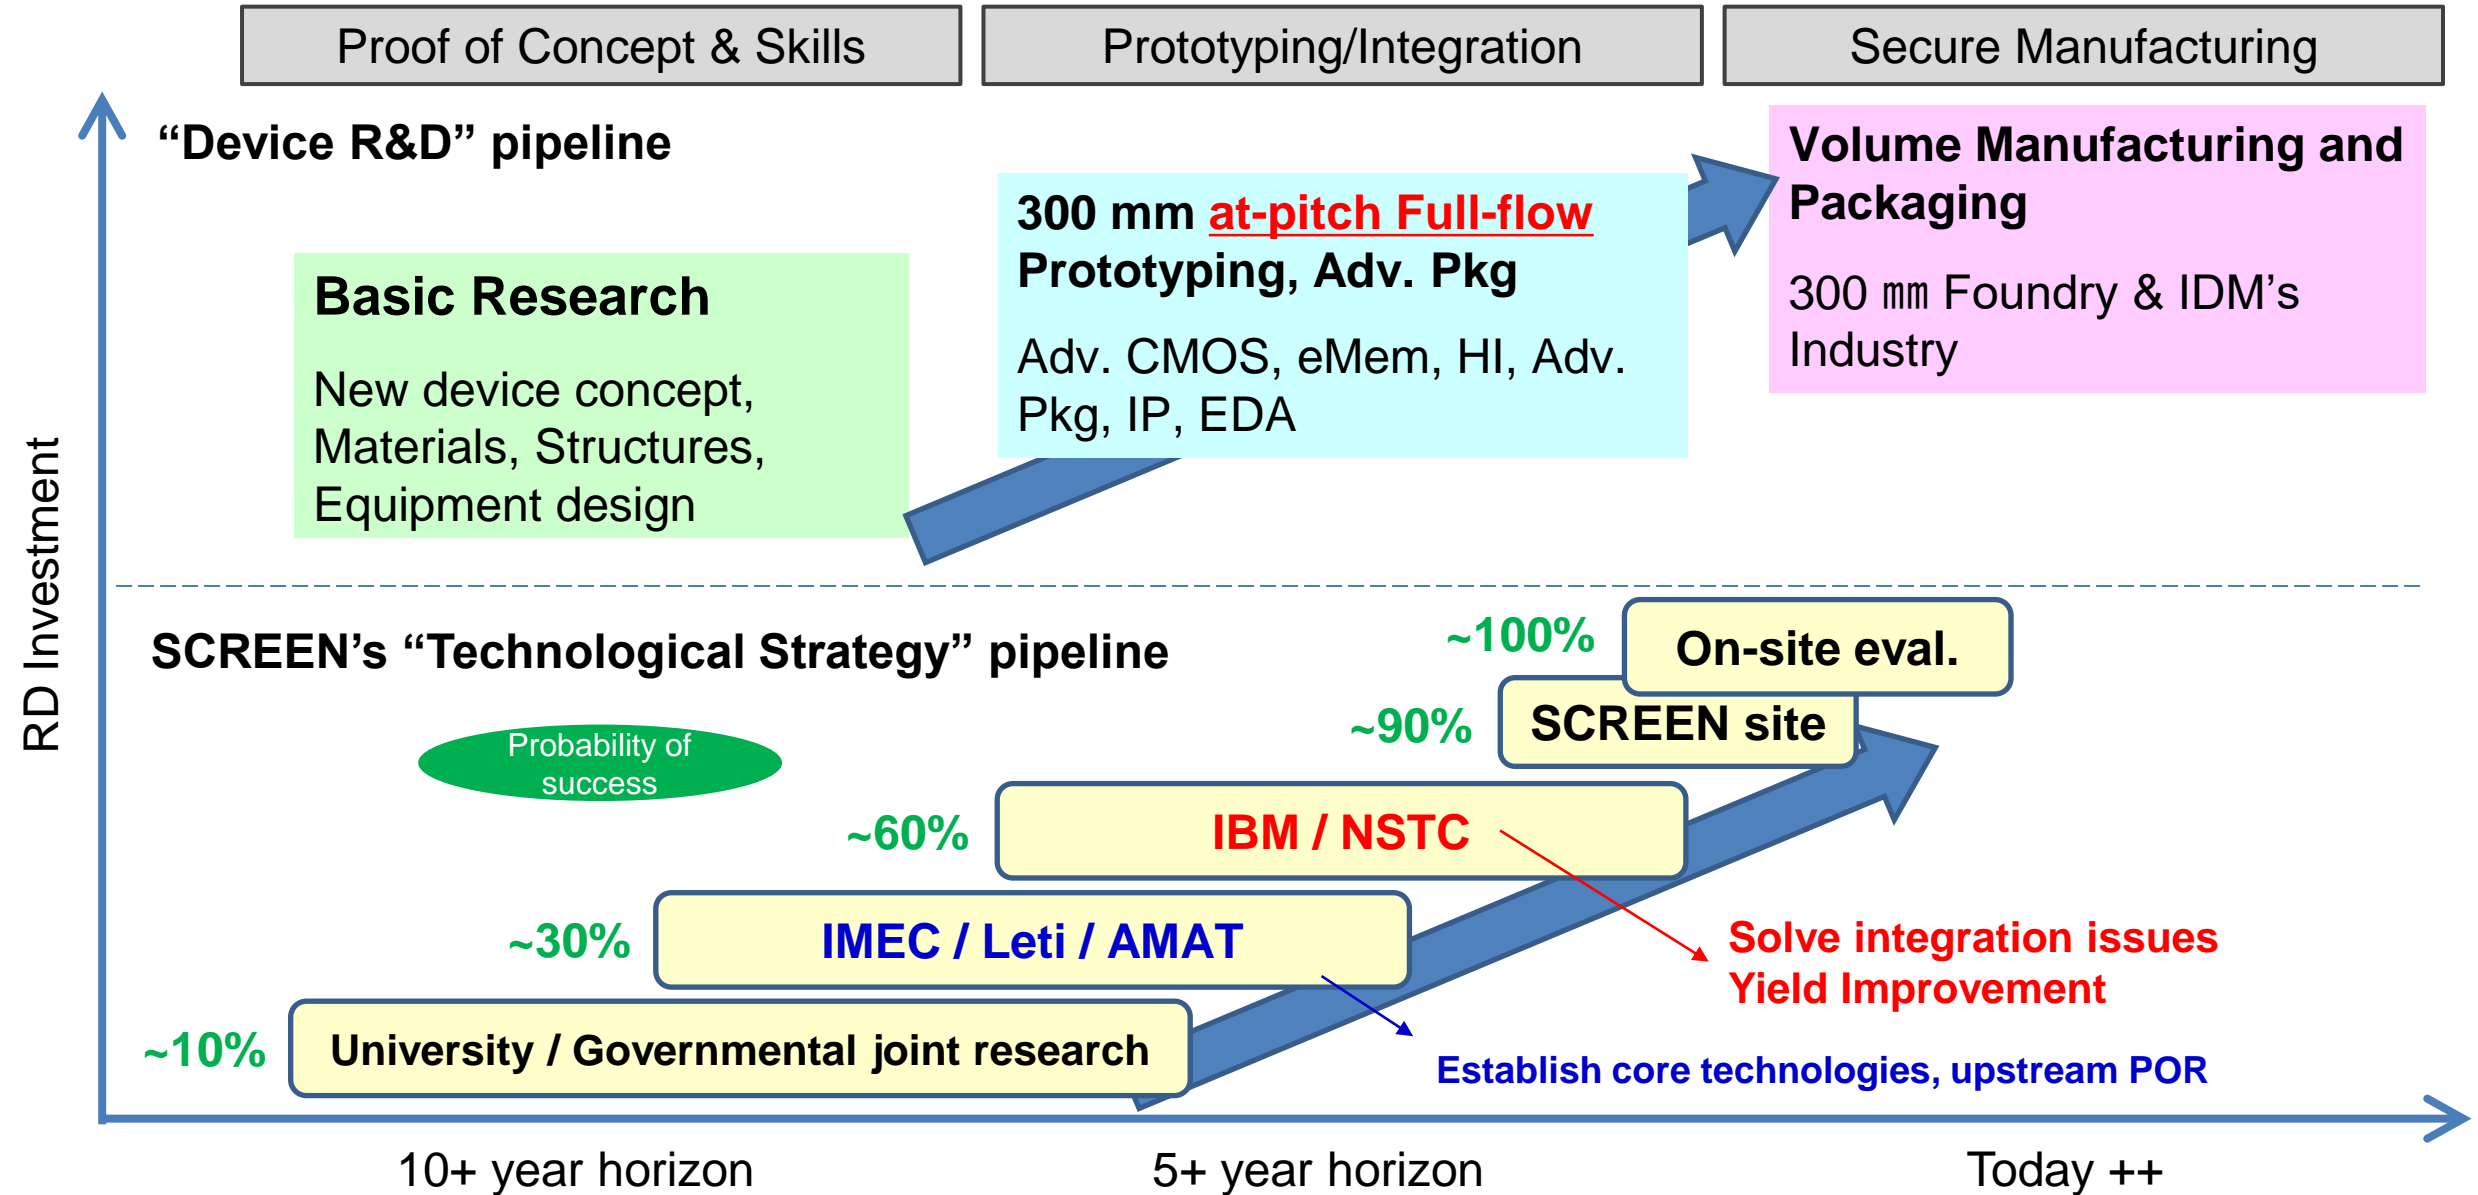 Proof of Concept & Skills
Prototyping/Integration
Secure Manufacturing
“Device R&D” pipeline
Basic Research
New device concept,
Materials, Structures,
Equipment design
300 mm at-pitch Full-flow
Prototyping, Adv. Pkg
Adv. CMOS, eMem, HI, Adv.
Pkg, IP, EDA
Volume Manufacturing and
Packaging
300 ㎜ Foundry & IDM’s
Industry
RD Investment
SCREEN’s “Technological Strategy” pipeline
Probability of
success
~100%
On-site eval.
~90%
SCREEN site
~60%
IBM / NSTC
~30%
IMEC / Leti / AMAT
~10%
University / Governmental joint research
Solve integration issues
Yield Improvement
Establish core technologies, upstream POR
10+ year horizon
5+ year horizon
Today ++